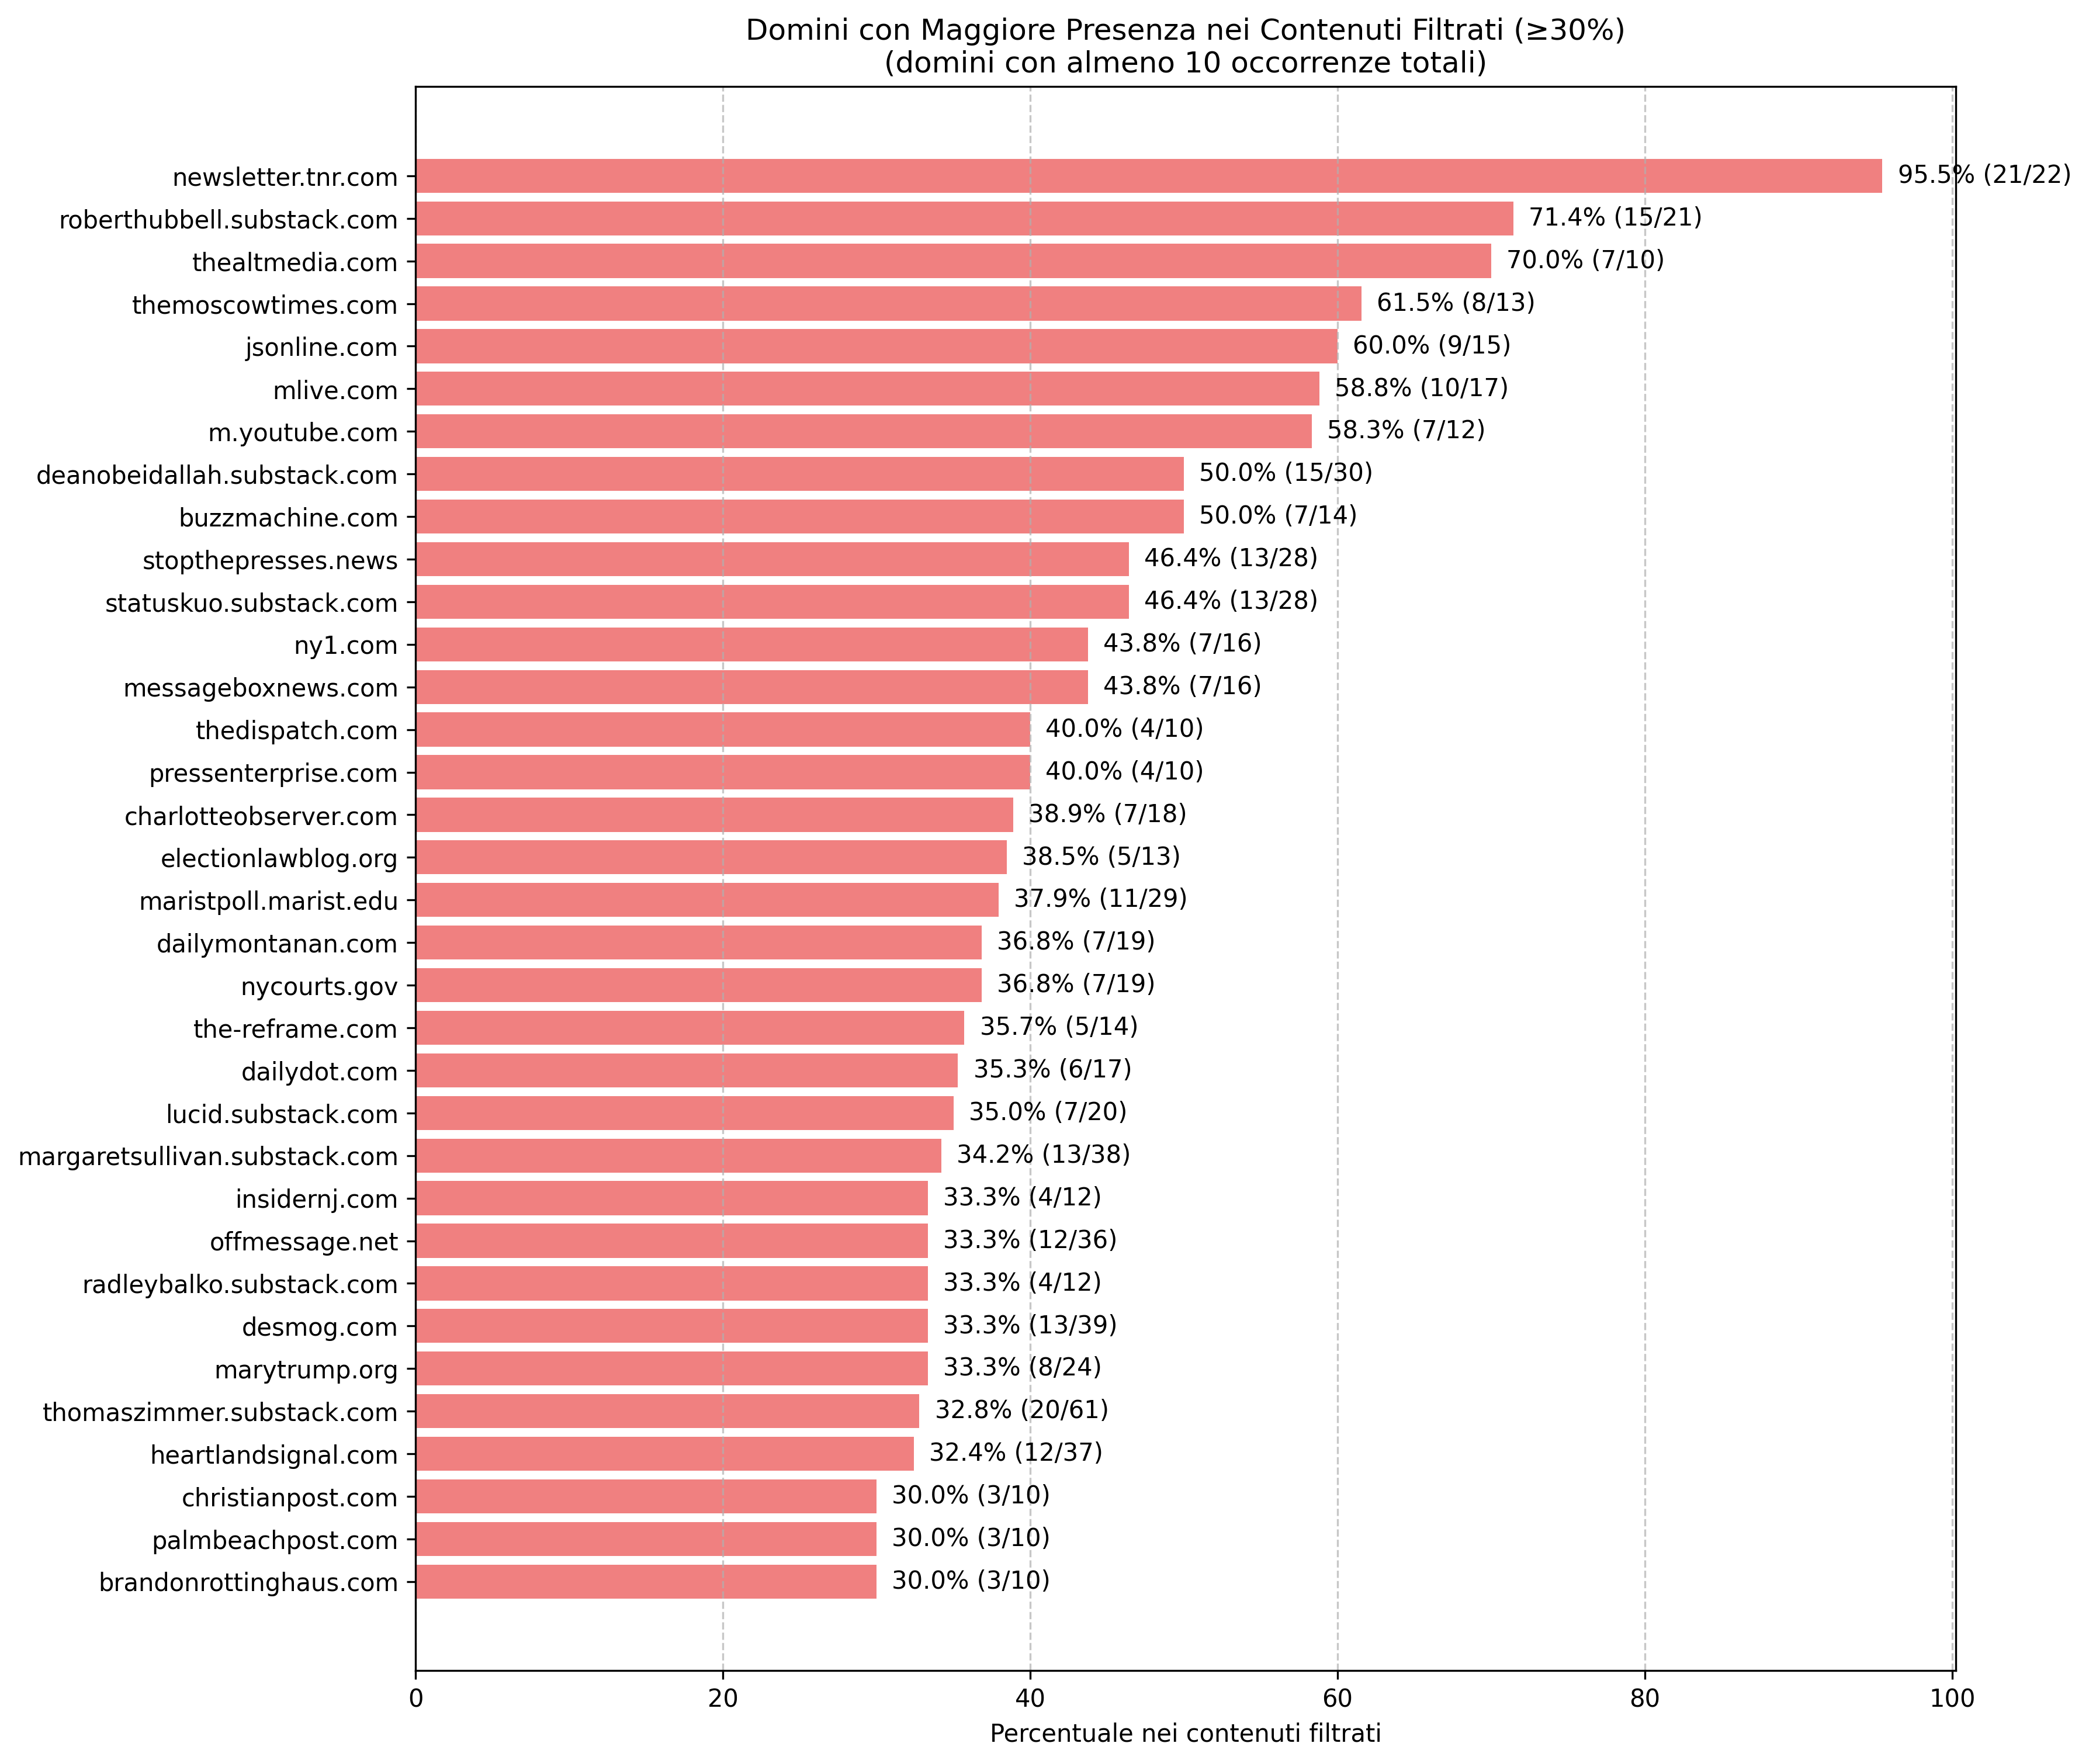 Domini con Maggiore Presenza nei Contenuti Filtrati (≥30%)
(domini con almeno 10 occorrenze totali)
newsletter.tnr.com 95.5% (21/22)
roberthubbell.substack.com 71.4% (15/21)
thealtmedia.com 70.0% (7/10)
themoscowtimes.com 61.5% (8/13)
jsonline.com 60.0% (9/15)
mlive.com 58.8% (10/17)
m.youtube.com 58.3% (7/12)
deanobeidallah.substack.com 50.0% (15/30)
buzzmachine.com 50.0% (7/14)
stopthepresses.news 46.4% (13/28)
statuskuo.substack.com 46.4% (13/28)
ny1.com 43.8% (7/16)
messageboxnews.com 43.8% (7/16)
thedispatch.com 40.0% (4/10)
pressenterprise.com 40.0% (4/10)
charlotteobserver.com 38.9% (7/18)
electionlawblog.org 38.5% (5/13)
maristpoll.marist.edu 37.9% (11/29)
dailymontanan.com 36.8% (7/19)
nycourts.gov 36.8% (7/19)
the-reframe.com 35.7% (5/14)
dailydot.com 35.3% (6/17)
lucid.substack.com 35.0% (7/20)
margaretsullivan.substack.com 34.2% (13/38)
insidernj.com 33.3% (4/12)
offmessage.net 33.3% (12/36)
radleybalko.substack.com 33.3% (4/12)
desmog.com 33.3% (13/39)
marytrump.org 33.3% (8/24)
thomaszimmer.substack.com 32.8% (20/61)
heartlandsignal.com 32.4% (12/37)
christianpost.com 30.0% (3/10)
palmbeachpost.com 30.0% (3/10)
brandonrottinghaus.com 30.0% (3/10)
0 20 40 60 80 100
Percentuale nei contenuti filtrati